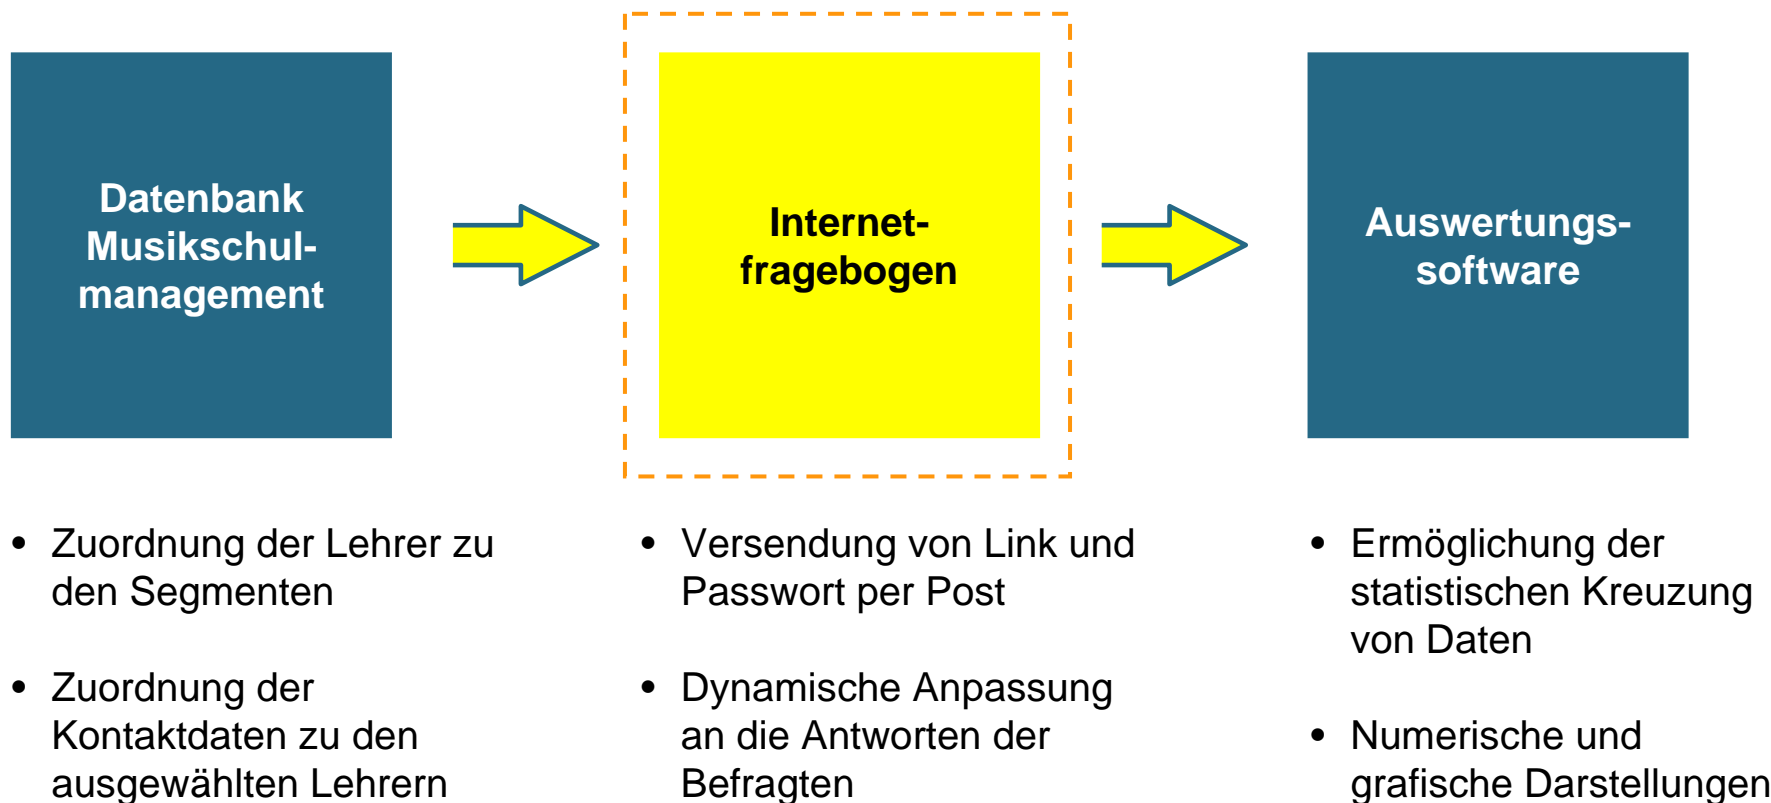 Datenbank
Musikschul-
management
Internet-
fragebogen
Auswertungs-
software
• Zuordnung der Lehrer zu
den Segmenten
• Zuordnung der
Kontaktdaten zu den
ausgewählten Lehrern
• Versendung von Link und
Passwort per Post
• Dynamische Anpassung
an die Antworten der
Befragten
• Ermöglichung der
statistischen Kreuzung
von Daten
• Numerische und
grafische Darstellungen